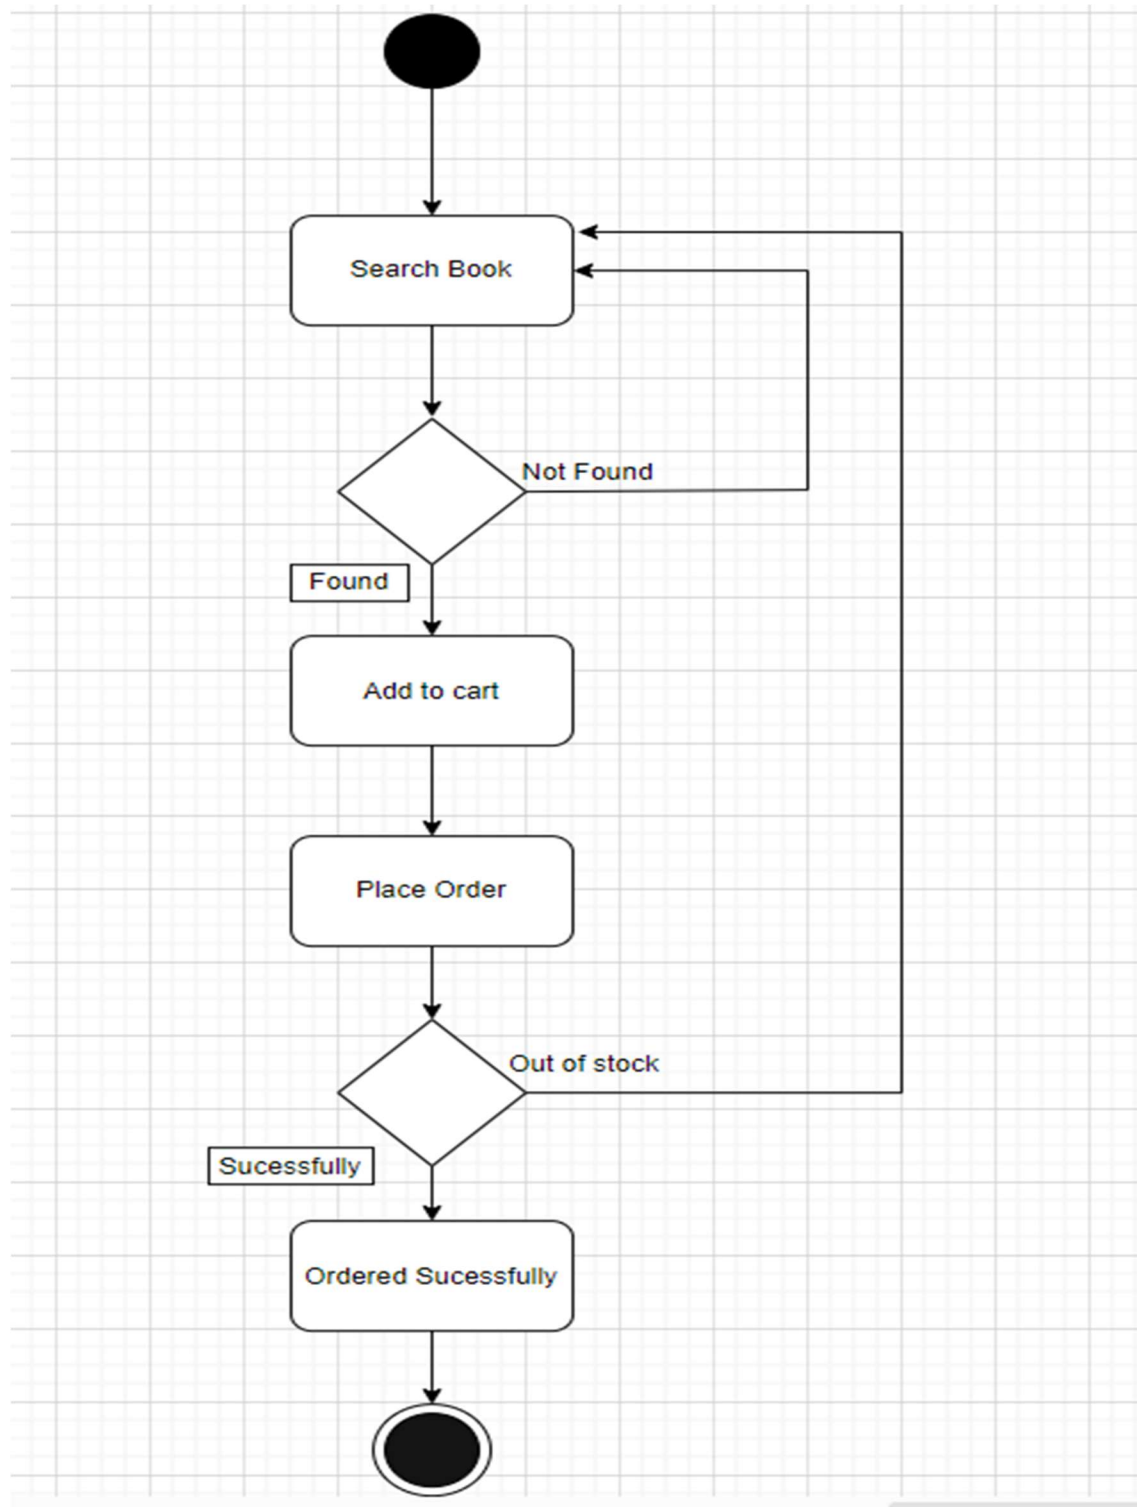 Search Book
Not Found
Found
Add to cart
Place Order
Out of stock
Sucessfully
Ordered Sucessfully